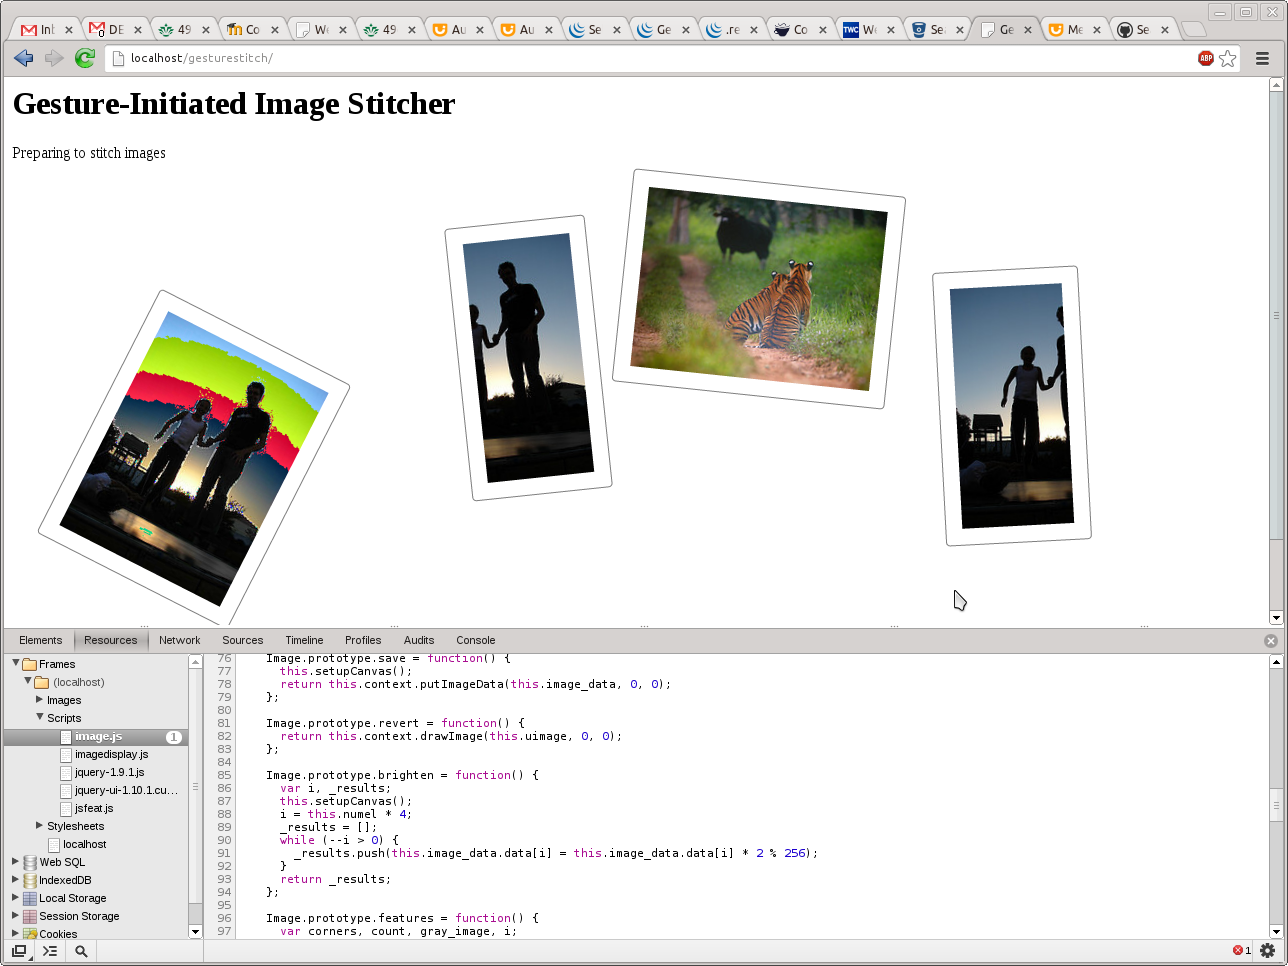 Int
DE
49
Co
We
49
Au
Au
Se
Ge
.re
Co
TWC We
Sea
Ge
Me
Se
localhost/gesturestitch/
ABP
Gesture-Initiated Image Stitcher
Preparing to stitch images
Elements Resources Network Sources Timeline Profiles Audits Console
Frames
(localhost)
Images
Scripts
image.js 1
imagedisplay.js
jquery-1.9.1.js
jquery-ui-1.10.1.cu...
jsfeat.js
Stylesheets
localhost
Web SQL
IndexedDB
Local Storage
Session Storage
Cookies
76 Image.prototype.save = function() {
77 this.setupCanvas();
78 return this.context.putImageData(this.image_data, 0, 0);
79 };
80
81 Image.prototype.revert = function() {
82 return this.context.drawImage(this.uimage, 0, 0);
83 };
84
85 Image.prototype.brighten = function() {
86 var i, _results;
87 this.setupCanvas();
88 i = this.numel * 4;
89 _results = [];
90 while (--i > 0) {
91 _results.push(this.image_data.data[i] = this.image_data.data[i] * 2 % 256);
92 }
93 return _results;
94 };
95
96 Image.prototype.features = function() {
97 var corners, count, gray_image, i;
1